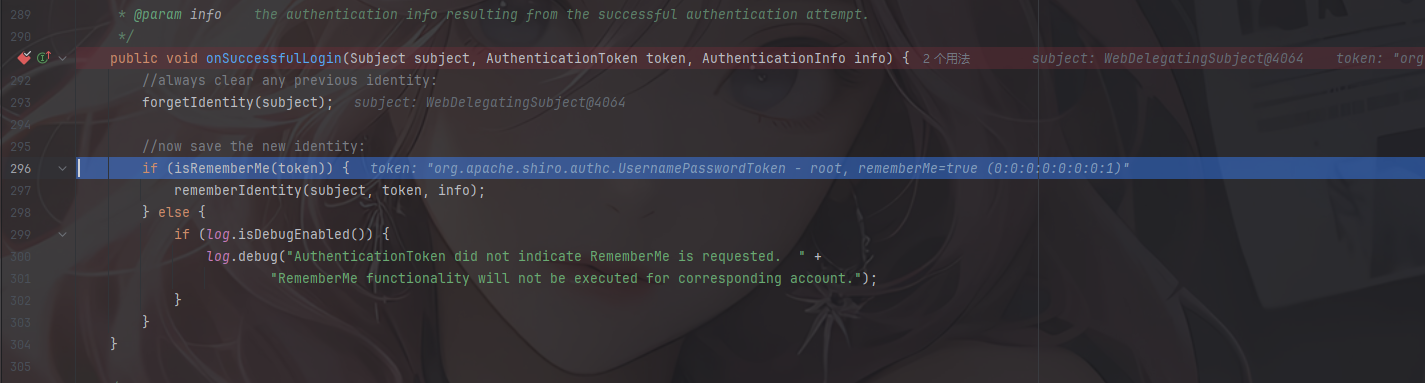 289 * @param info    the authentication info resulting from the successful authentication attempt.
290 */
public void onSuccessfulLogin(Subject subject, AuthenticationToken token, AuthenticationInfo info) { 2个用法 subject: WebDelegatingSubject@4064 token: "org
292 //always clear any previous identity:
293 forgetIdentity(subject); subject: WebDelegatingSubject@4064
294
295 //now save the new identity:
296 if (isRememberMe(token)) { token: "org.apache.shiro.authc.UsernamePasswordToken - root, rememberMe=true (0:0:0:0:0:0:0:1)"
297 rememberIdentity(subject, token, info);
298 } else {
299 if (log.isDebugEnabled()) {
300 log.debug("AuthenticationToken did not indicate RememberMe is requested.  " +
301 "RememberMe functionality will not be executed for corresponding account.");
302 }
303 }
304 }
305